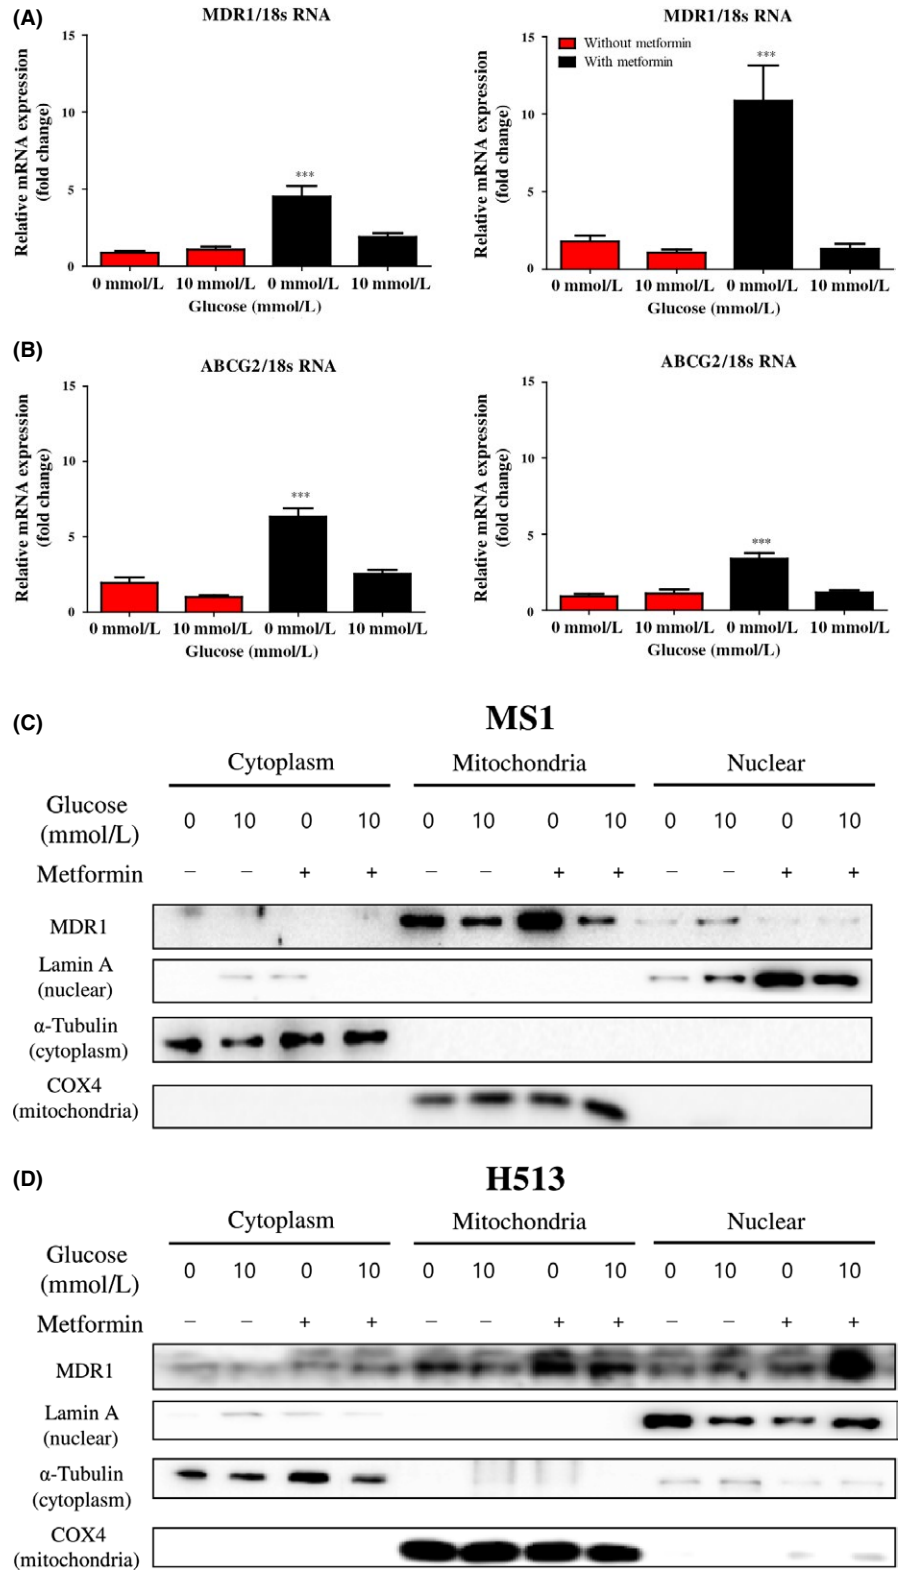 (A)
MDR1/18s RNA
Relative mRNA expression
(fold change)
15
10
5
0
***
0 mmol/L 10 mmol/L 0 mmol/L 10 mmol/L
Glucose (mmol/L)
MDR1/18s RNA
Without metformin
With metformin
Relative mRNA expression
(fold change)
15
10
5
0
***
0 mmol/L 10 mmol/L 0 mmol/L 10 mmol/L
Glucose (mmol/L)
(B)
ABCG2/18s RNA
Relative mRNA expression
(fold change)
15
10
5
0
***
0 mmol/L 10 mmol/L 0 mmol/L 10 mmol/L
Glucose (mmol/L)
ABCG2/18s RNA
Relative mRNA expression
(fold change)
15
10
5
0
***
0 mmol/L 10 mmol/L 0 mmol/L 10 mmol/L
Glucose (mmol/L)
(C)
MS1
Cytoplasm Mitochondria Nuclear
Glucose
(mmol/L)
0 10 0 10 0 10 0 10 0 10 0 10
Metformin − − + + − − + + − − + +
MDR1
Lamin A
(nuclear)
α-Tubulin
(cytoplasm)
COX4
(mitochondria)
(D)
H513
Cytoplasm Mitochondria Nuclear
Glucose
(mmol/L)
0 10 0 10 0 10 0 10 0 10 0 10
Metformin − − + + − − + + − − + +
MDR1
Lamin A
(nuclear)
α-Tubulin
(cytoplasm)
COX4
(mitochondria)